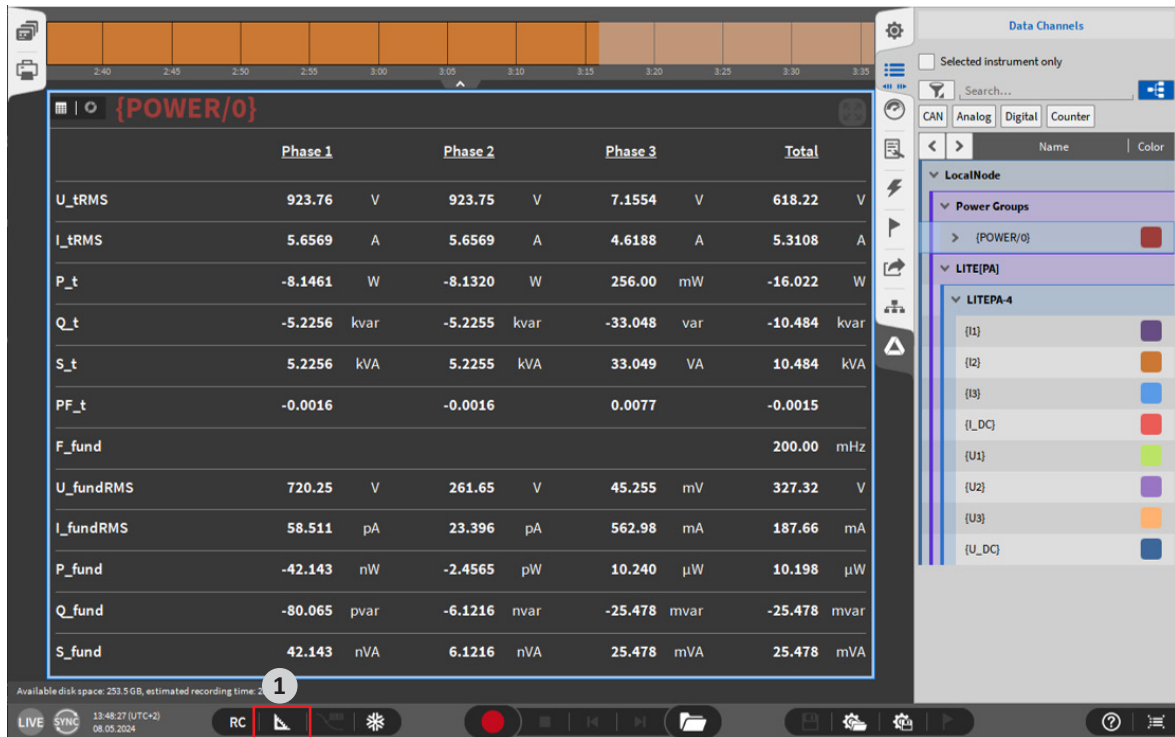 Data Channels
Selected instrument only
Search...
CAN Analog Digital Counter
Name Color
LocalNode
Power Groups
{POWER/0}
LITE[PA]
LITEPA-4
{I1}
{I2}
{I3}
{I_DC}
{U1}
{U2}
{U3}
{U_DC}
2:40 2:45 2:50 2:55 3:00 3:05 3:10 3:15 3:20 3:25 3:30 3:35
{POWER/0}
Phase 1 Phase 2 Phase 3 Total
U_tRMS 923.76 V 923.75 V 7.1554 V 618.22 V
I_tRMS 5.6569 A 5.6569 A 4.6188 A 5.3108 A
P_t -8.1461 W -8.1320 W 256.00 mW -16.022 W
Q_t -5.2256 kvar -5.2255 kvar -33.048 var -10.484 kvar
S_t 5.2256 kVA 5.2255 kVA 33.049 VA 10.484 kVA
PF_t -0.0016 -0.0016 0.0077 -0.0015
F_fund 200.00 mHz
U_fundRMS 720.25 V 261.65 V 45.255 mV 327.32 V
I_fundRMS 58.511 pA 23.396 pA 562.98 mA 187.66 mA
P_fund -42.143 nW -2.4565 pW 10.240 µW 10.198 µW
Q_fund -80.065 pvar -6.1216 nvar -25.478 mvar -25.478 mvar
S_fund 42.143 nVA 6.1216 nVA 25.478 mVA 25.478 mVA
Available disk space: 253.5 GB, estimated recording time:
1
LIVE SYNC 13:48:27 (UTC+2)
08.05.2024
RC